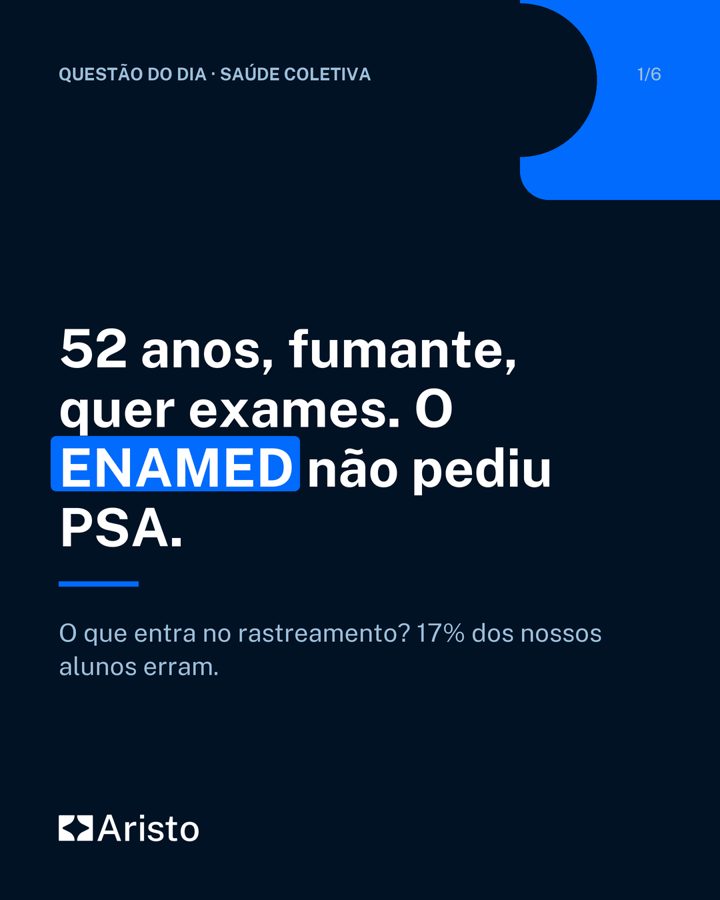 QUESTÃO DO DIA · SAÚDE COLETIVA
1/6
52 anos, fumante,
quer exames. O
ENAMED não pediu
PSA.
O que entra no rastreamento? 17% dos nossos
alunos erram.
Aristo